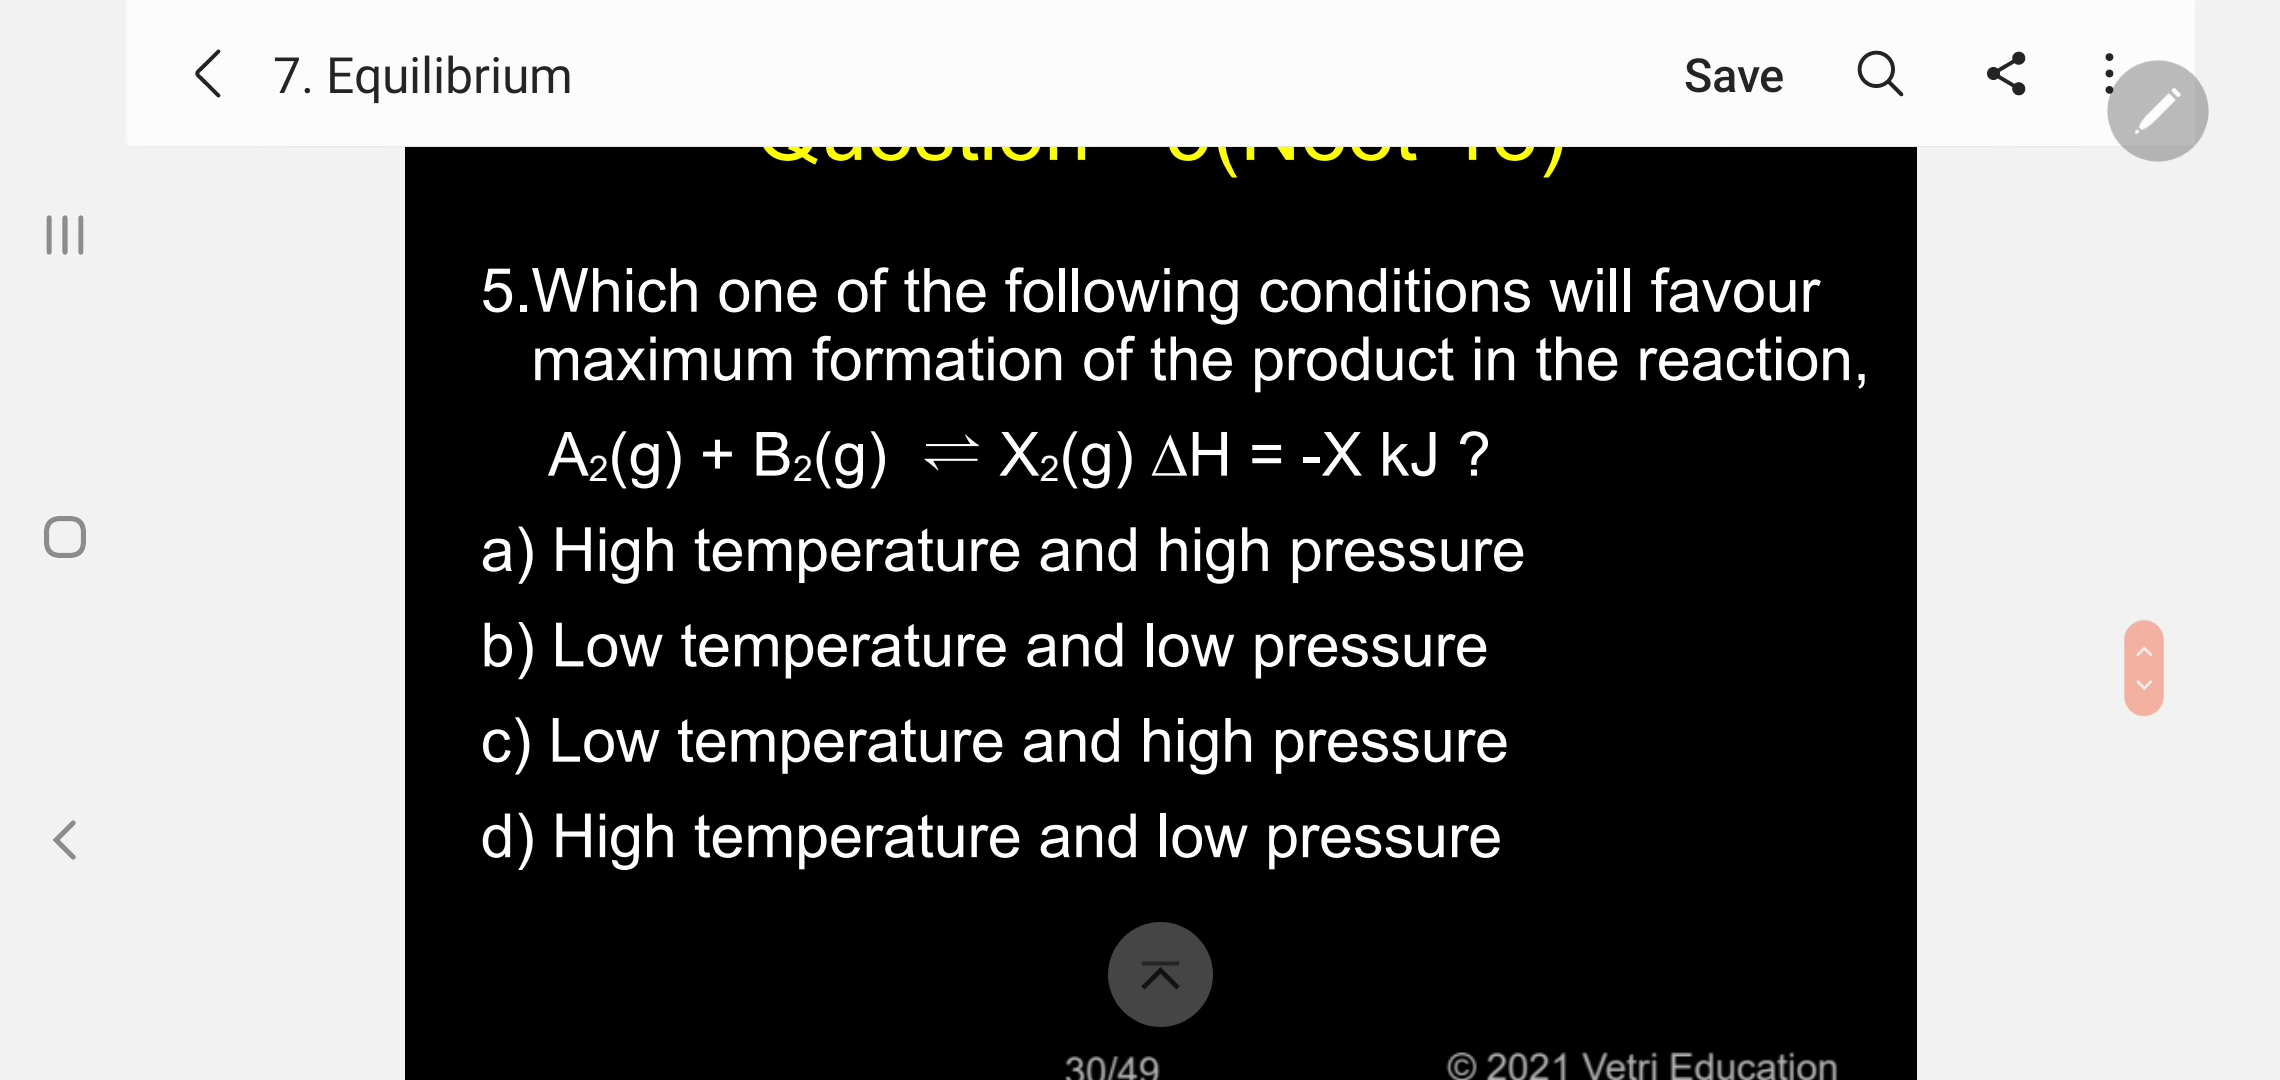 7. Equilibrium
Save
5.Which one of the following conditions will favour
maximum formation of the product in the reaction,
A₂(g) + B₂(g) ⇌ X₂(g) ΔH = -X kJ ?
a) High temperature and high pressure
b) Low temperature and low pressure
c) Low temperature and high pressure
d) High temperature and low pressure
30/49
© 2021 Vetri Education